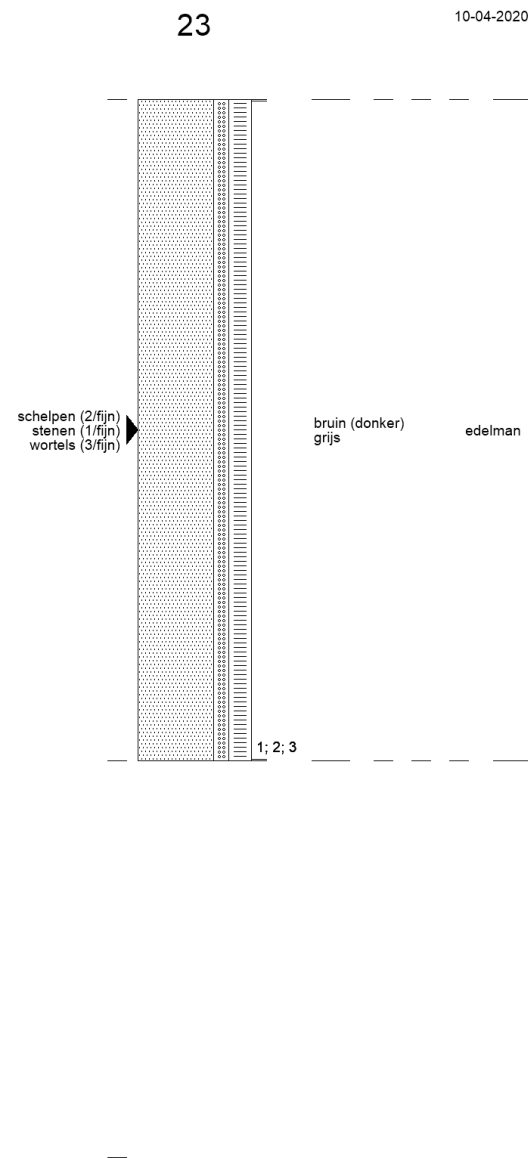 23
10-04-2020
schelpen (2/fijn)
stenen (1/fijn)
wortels (3/fijn)
bruin (donker)
grijs
edelman
1; 2; 3